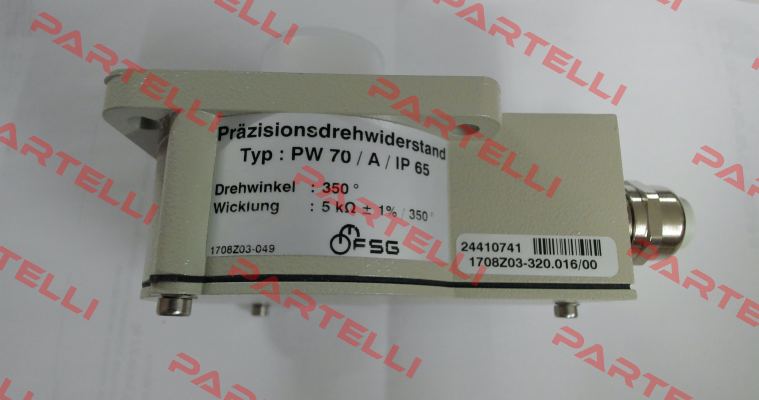 PARTELLI
PARTELLI
PARTELLI
Präzisionsdrehwiderstand
Typ : PW 70 / A / IP 65
Drehwinkel : 350 °
Wicklung : 5 kΩ ± 1% / 350 °
1708Z03-049
FSG
24410741
1708Z03-320.016/00
PARTELLI
PARTELLI
PARTELLI
PARTELLI